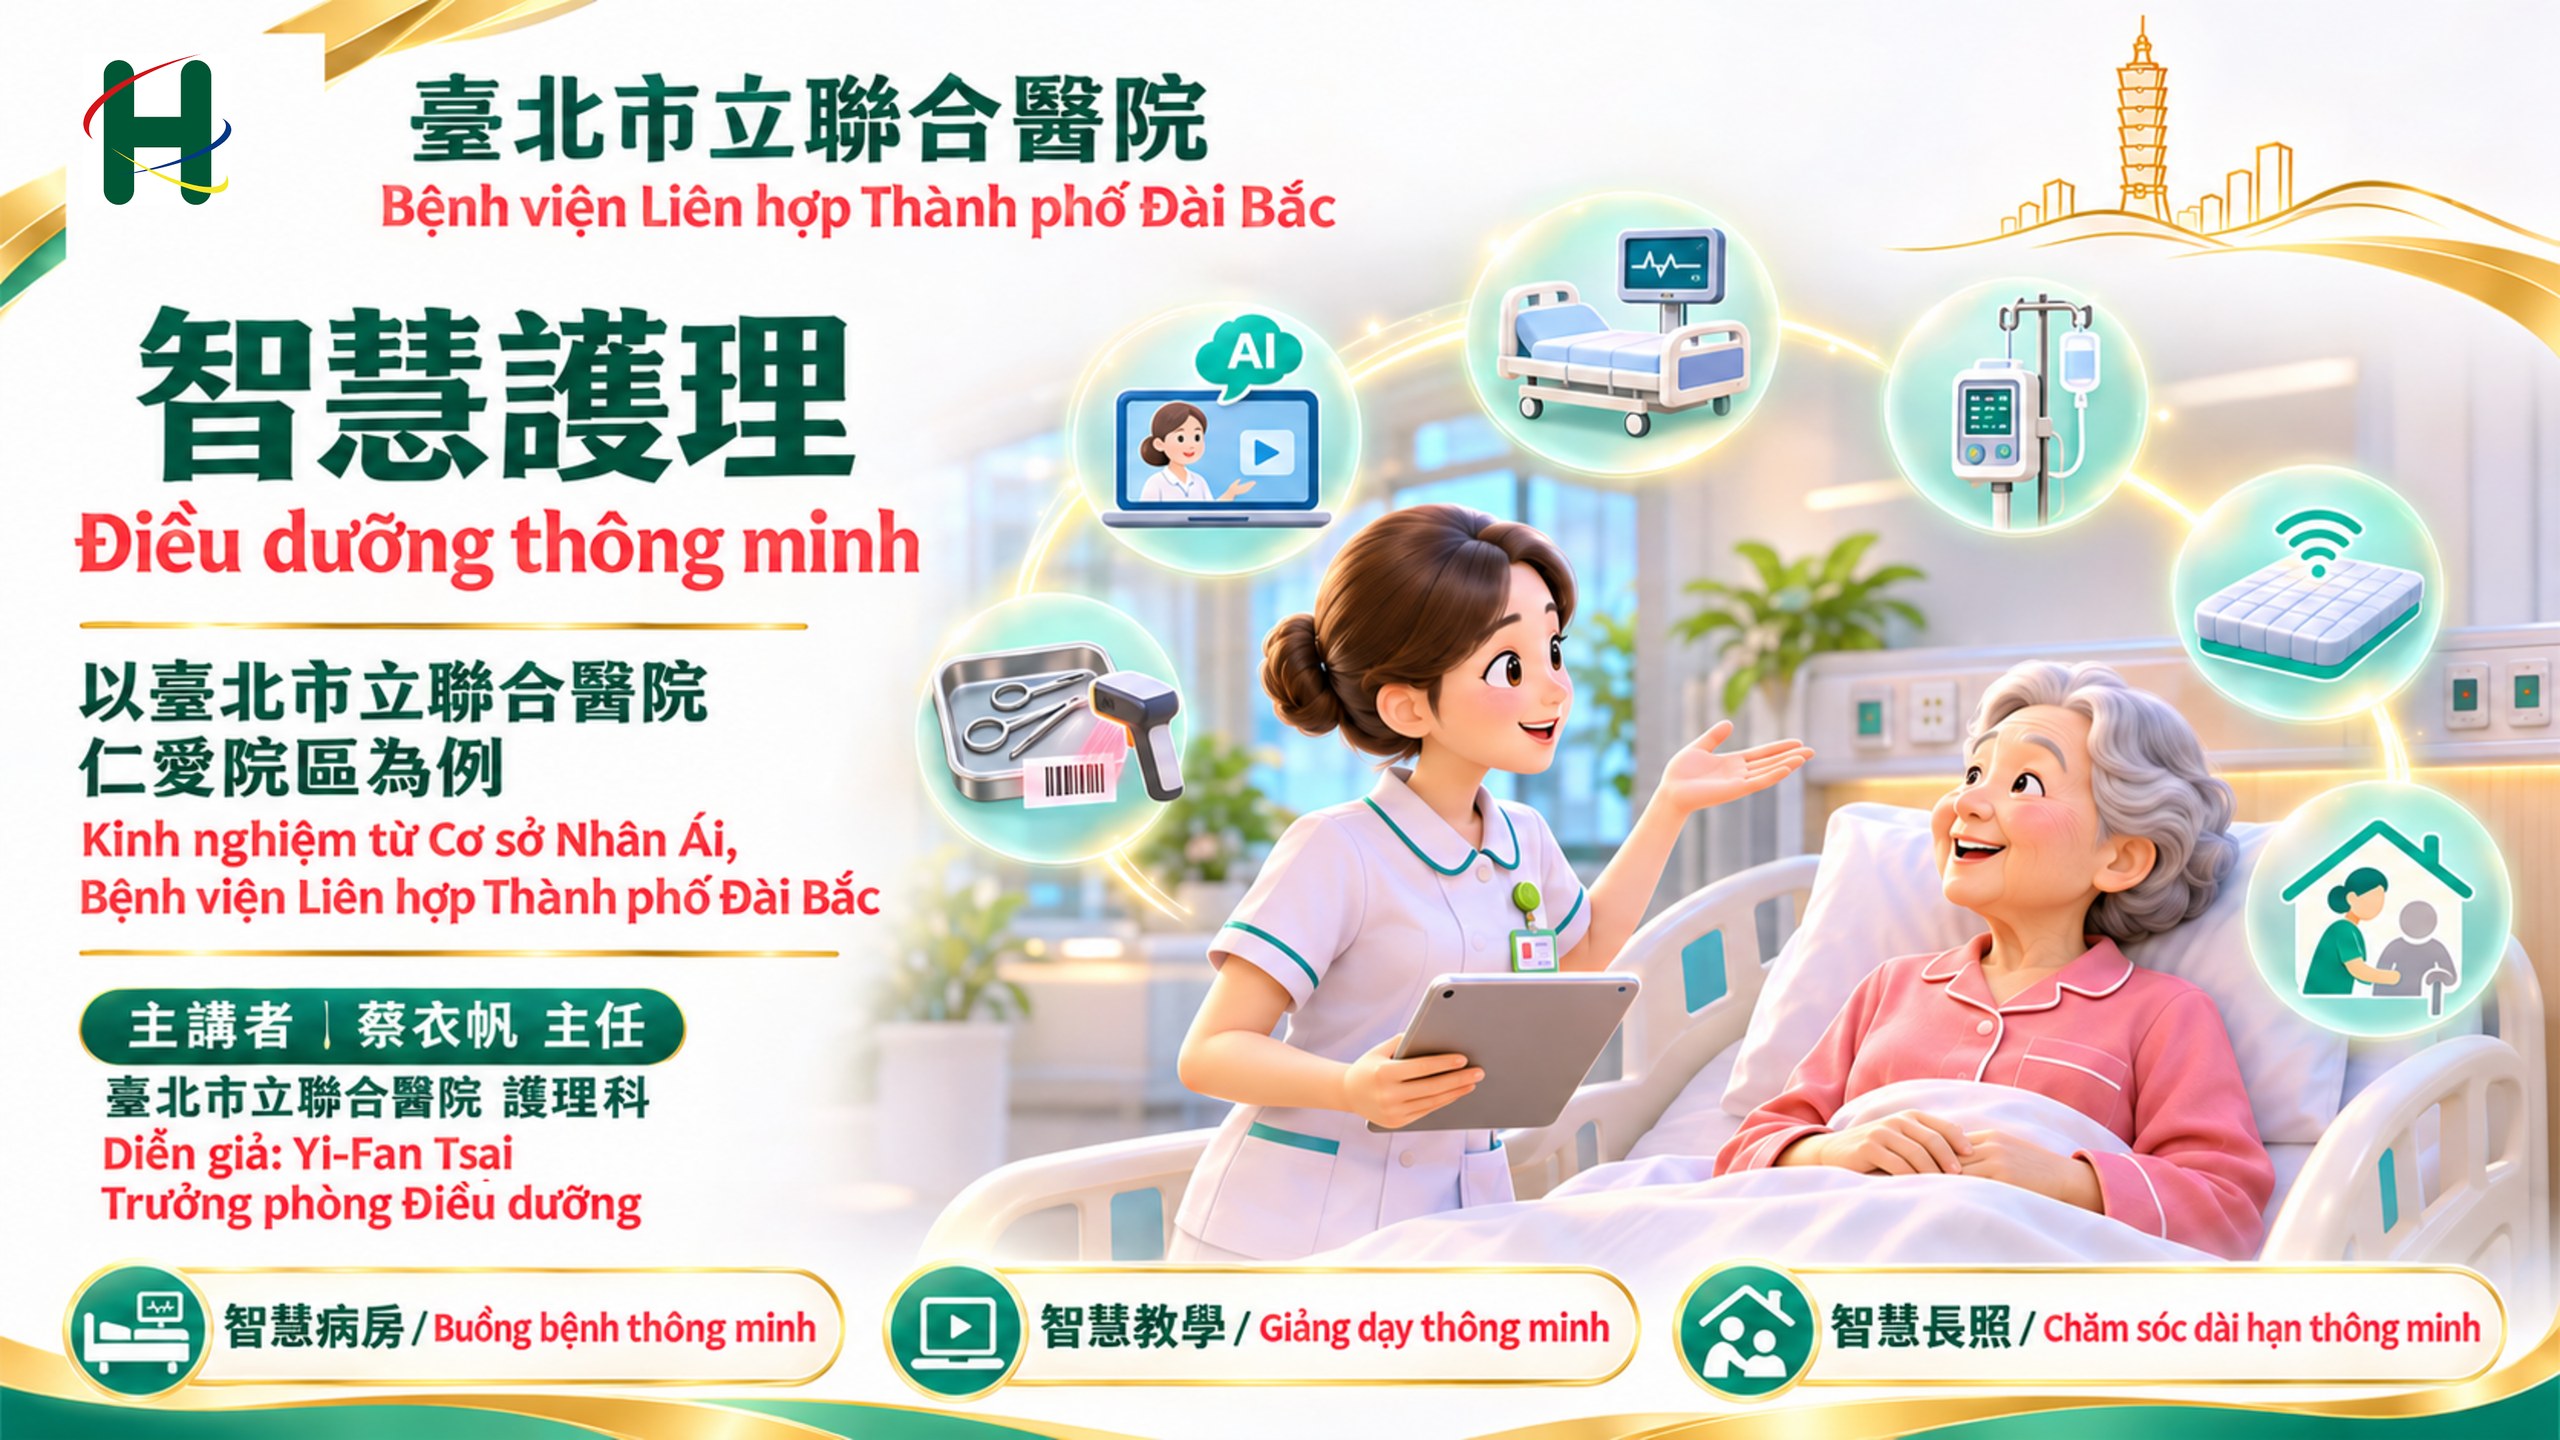 臺北市立聯合醫院
Bệnh viện Liên hợp Thành phố Đài Bắc
智慧護理
Điều dưỡng thông minh
以臺北市立聯合醫院
仁愛院區為例
Kinh nghiệm từ Cơ sở Nhân Ái,
Bệnh viện Liên hợp Thành phố Đài Bắc
主講者 | 蔡衣帆 主任
臺北市立聯合醫院 護理科
Diễn giả: Yi-Fan Tsai
Trưởng phòng Điều dưỡng
AI
智慧病房 / Buồng bệnh thông minh
智慧教學 / Giảng dạy thông minh
智慧長照 / Chăm sóc dài hạn thông minh